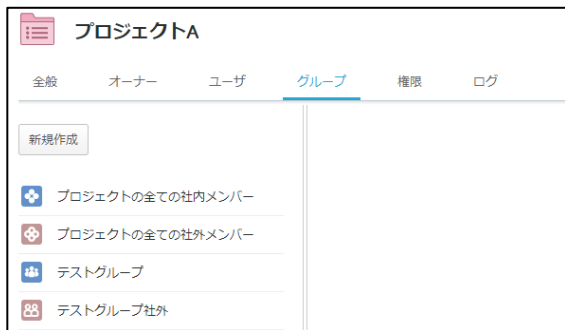 プロジェクトA
全般 オーナー ユーザ グループ 権限 ログ
新規作成
プロジェクトの全ての社内メンバー
プロジェクトの全ての社外メンバー
テストグループ
テストグループ社外